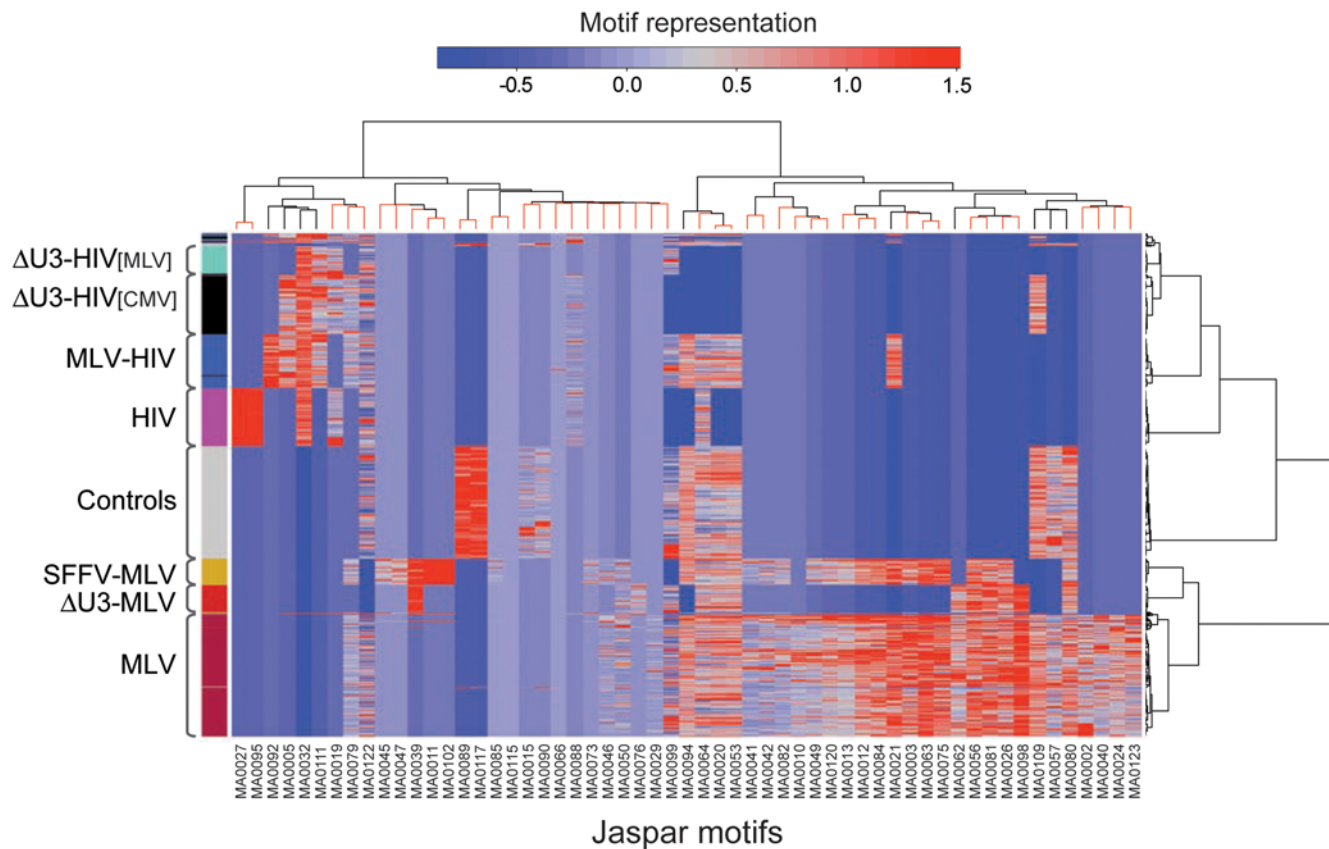 Motif representation
-0.5 0.0 0.5 1.0 1.5
ΔU3-HIV[MLV]
ΔU3-HIV[CMV]
MLV-HIV
HIV
Controls
SFFV-MLV
ΔU3-MLV
MLV
MA0027 MA0095 MA0092 MA0005 MA0032 MA0111 MA0119 MA0079 MA0122 MA0045 MA0047 MA0039 MA0011 MA0102 MA0089 MA0117 MA0085 MA0115 MA0015 MA0090 MA0066 MA0088 MA0073 MA0046 MA0050 MA0076 MA0029 MA0099 MA0094 MA0064 MA0020 MA0053 MA0041 MA0042 MA0082 MA0010 MA0049 MA0120 MA0013 MA0012 MA0084 MA0021 MA0003 MA0063 MA0075 MA0062 MA0056 MA0081 MA0026 MA0098 MA0109 MA0057 MA0080 MA0002 MA0040 MA0024 MA0123
Jaspar motifs